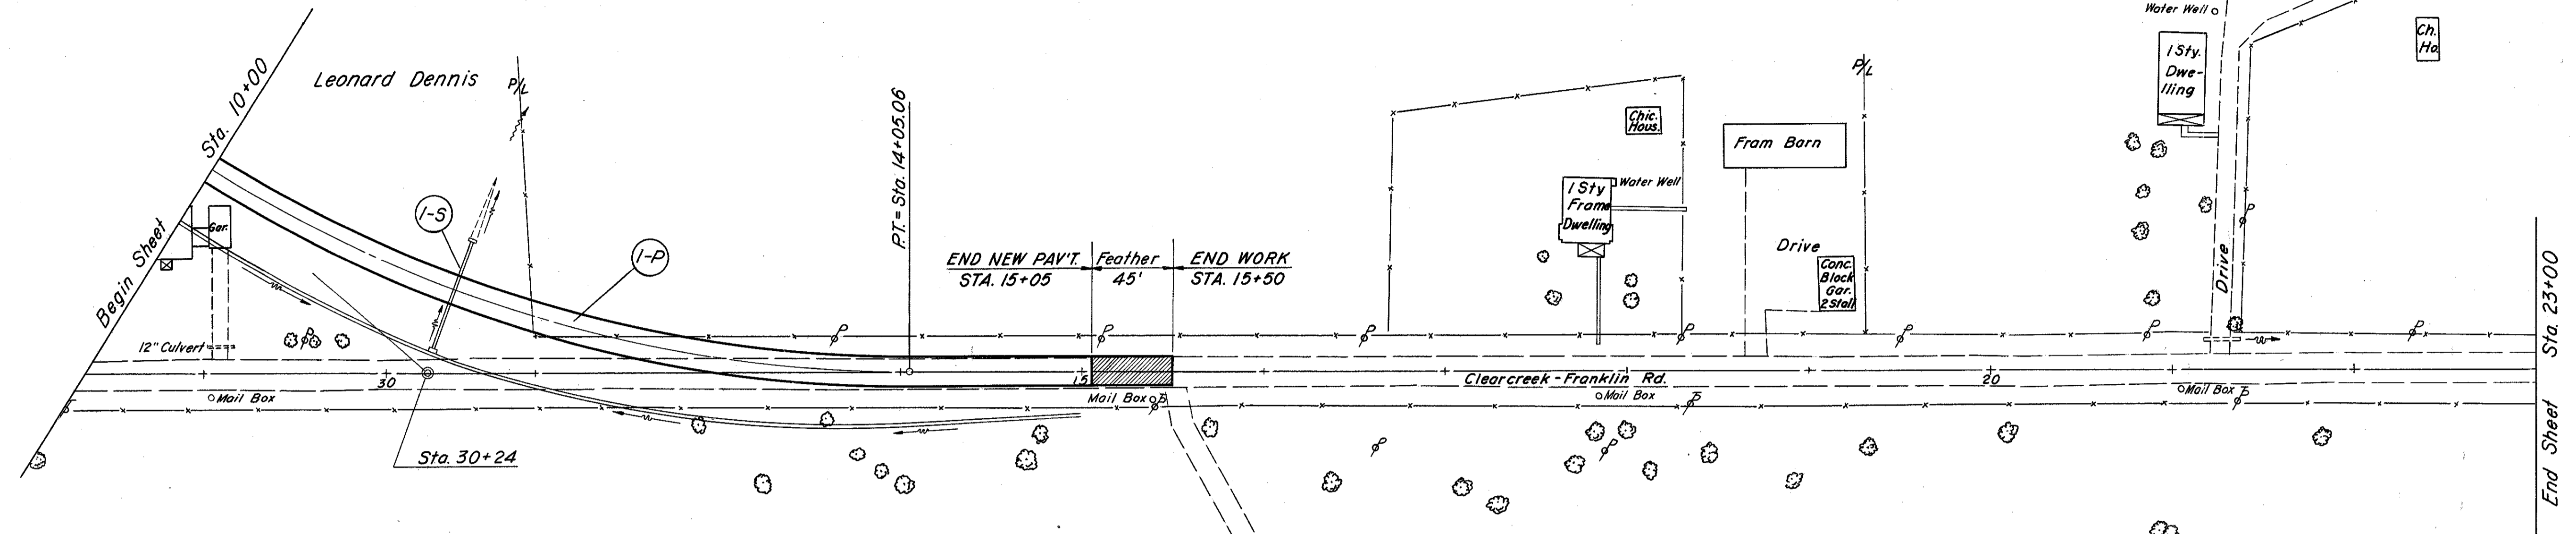 Begin Sheet
Sta. 10+00
Leonard Dennis
P/L
Gar.
12" Culvert
P
30
Mail Box
1-S
1-P
Sta. 30+24
P.T. = Sta. 14+05.06
END NEW PAV'T.
STA. 15+05
Feather
45'
END WORK
STA. 15+50
P
P
15
Mail Box
P
Chic.
Hous.
1 Sty
Frame
Dwelling
Water Well
P
P
Clearcreek-Franklin Rd.
Mail Box
P
P
Fram Barn
Drive
Conc.
Block
Gar.
2 Stall
P/L
P
20
Water Well
1 Sty.
Dwe-
lling
Drive
P
P
P
Mail Box
Ch.
Ho.
End Sheet
Sta. 23+00